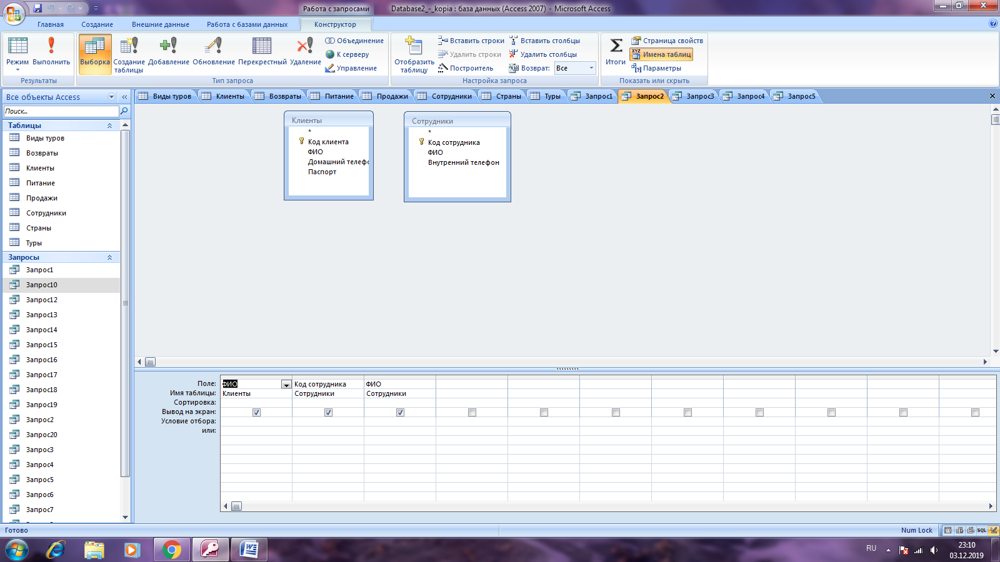 Работа с запросами
Database2_-_kopia : база данных (Access 2007) - Microsoft Access
Главная Создание Внешние данные Работа с базами данных Конструктор
Режим Выполнить
Результаты
Выборка Создание таблицы Добавление Обновление Перекрестный Удаление
Объединение
К серверу
Управление
Тип запроса
Отобразить таблицу
Вставить строки
Удалить строки
Построитель
Вставить столбцы
Удалить столбцы
Возврат: Все
Настройка запроса
Итоги
Страница свойств
XYZ Имена таблиц
Параметры
Показать или скрыть
Все объекты Access
Поиск...
Таблицы
Виды туров
Возвраты
Клиенты
Питание
Продажи
Сотрудники
Страны
Туры
Запросы
Запрос1
Запрос10
Запрос12
Запрос13
Запрос14
Запрос15
Запрос16
Запрос17
Запрос18
Запрос19
Запрос2
Запрос20
Запрос3
Запрос4
Запрос5
Запрос6
Запрос7
Виды туров Клиенты Возвраты Питание Продажи Сотрудники Страны Туры Запрос1 Запрос2 Запрос3 Запрос4 Запрос5
Клиенты
*
Код клиента
ФИО
Домашний телефо
Паспорт
Сотрудники
*
Код сотрудника
ФИО
Внутренний телефон
Поле: ФИО Код сотрудника ФИО
Имя таблицы: Клиенты Сотрудники Сотрудники
Сортировка:
Вывод на экран:
Условие отбора:
или:
Готово
Num Lock
SQL
RU
23:10
03.12.2019